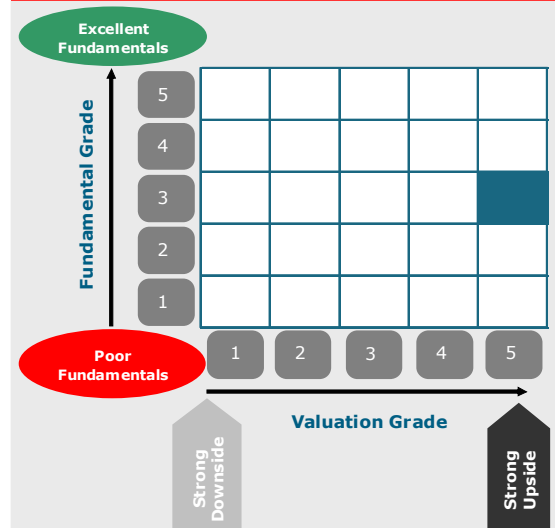 Excellent
Fundamentals
Fundamental Grade
5
4
3
2
1
Poor
Fundamentals
1 2 3 4 5
Valuation Grade
Strong
Downside
Strong
Upside